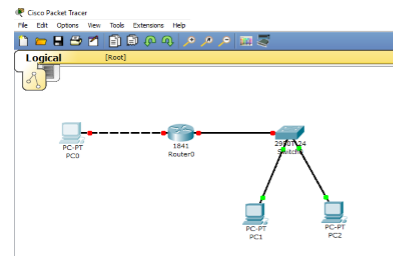 Cisco Packet Tracer
File Edit Options View Tools Extensions Help
Logical [Root]
PC-PT
PC0
1841
Router0
PC-PT
PC1
PC-PT
PC2